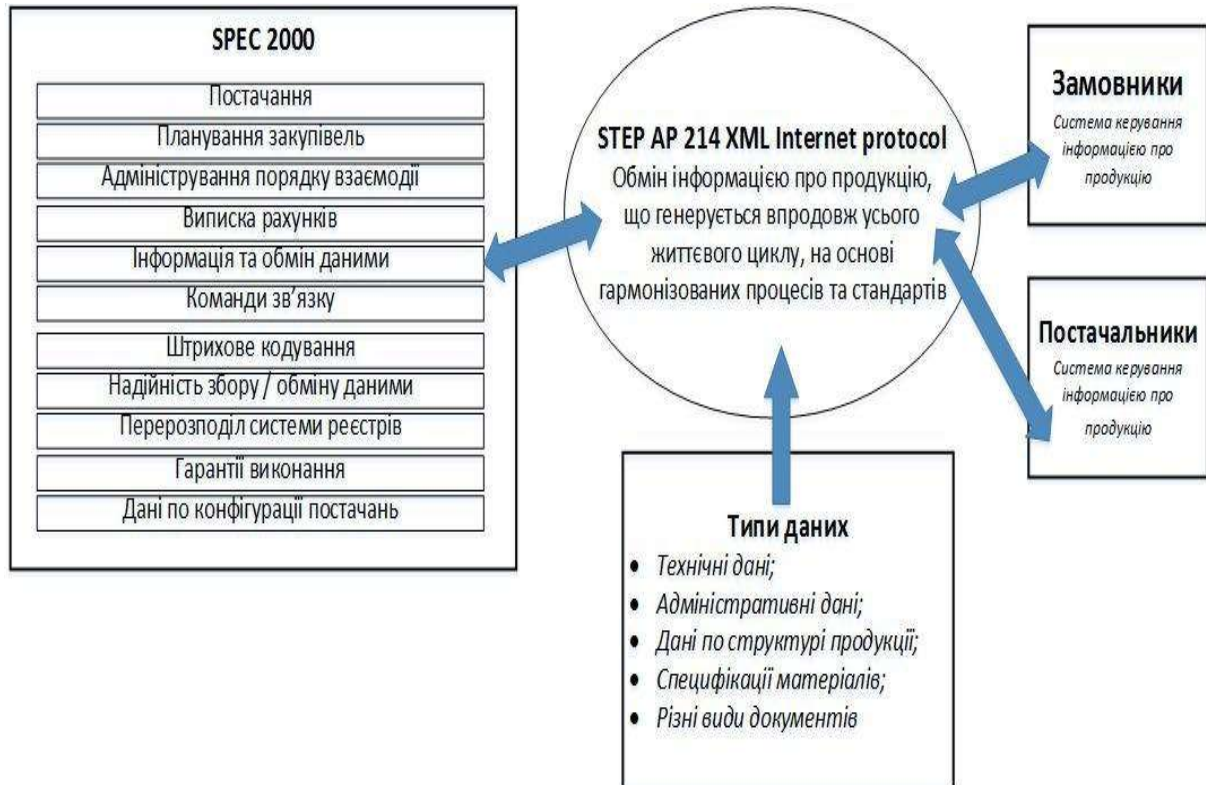 SPEC 2000
Постачання
Планування закупівель
Адміністрування порядку взаємодії
Виписка рахунків
Інформація та обмін даними
Команди зв’язку
Штрихове кодування
Надійність збору / обміну даними
Перерозподіл системи реєстрів
Гарантії виконання
Дані по конфігурації постачань
STEP AP 214 XML Internet protocol
Обмін інформацією про продукцію,
що генерується впродовж усього
життєвого циклу, на основі
гармонізованих процесів та стандартів
Замовники
Система керування
інформацією про
продукцію
Постачальники
Система керування
інформацією про
продукцію
Типи даних
• Технічні дані;
• Адміністративні дані;
• Дані по структурі продукції;
• Специфікації матеріалів;
• Різні види документів